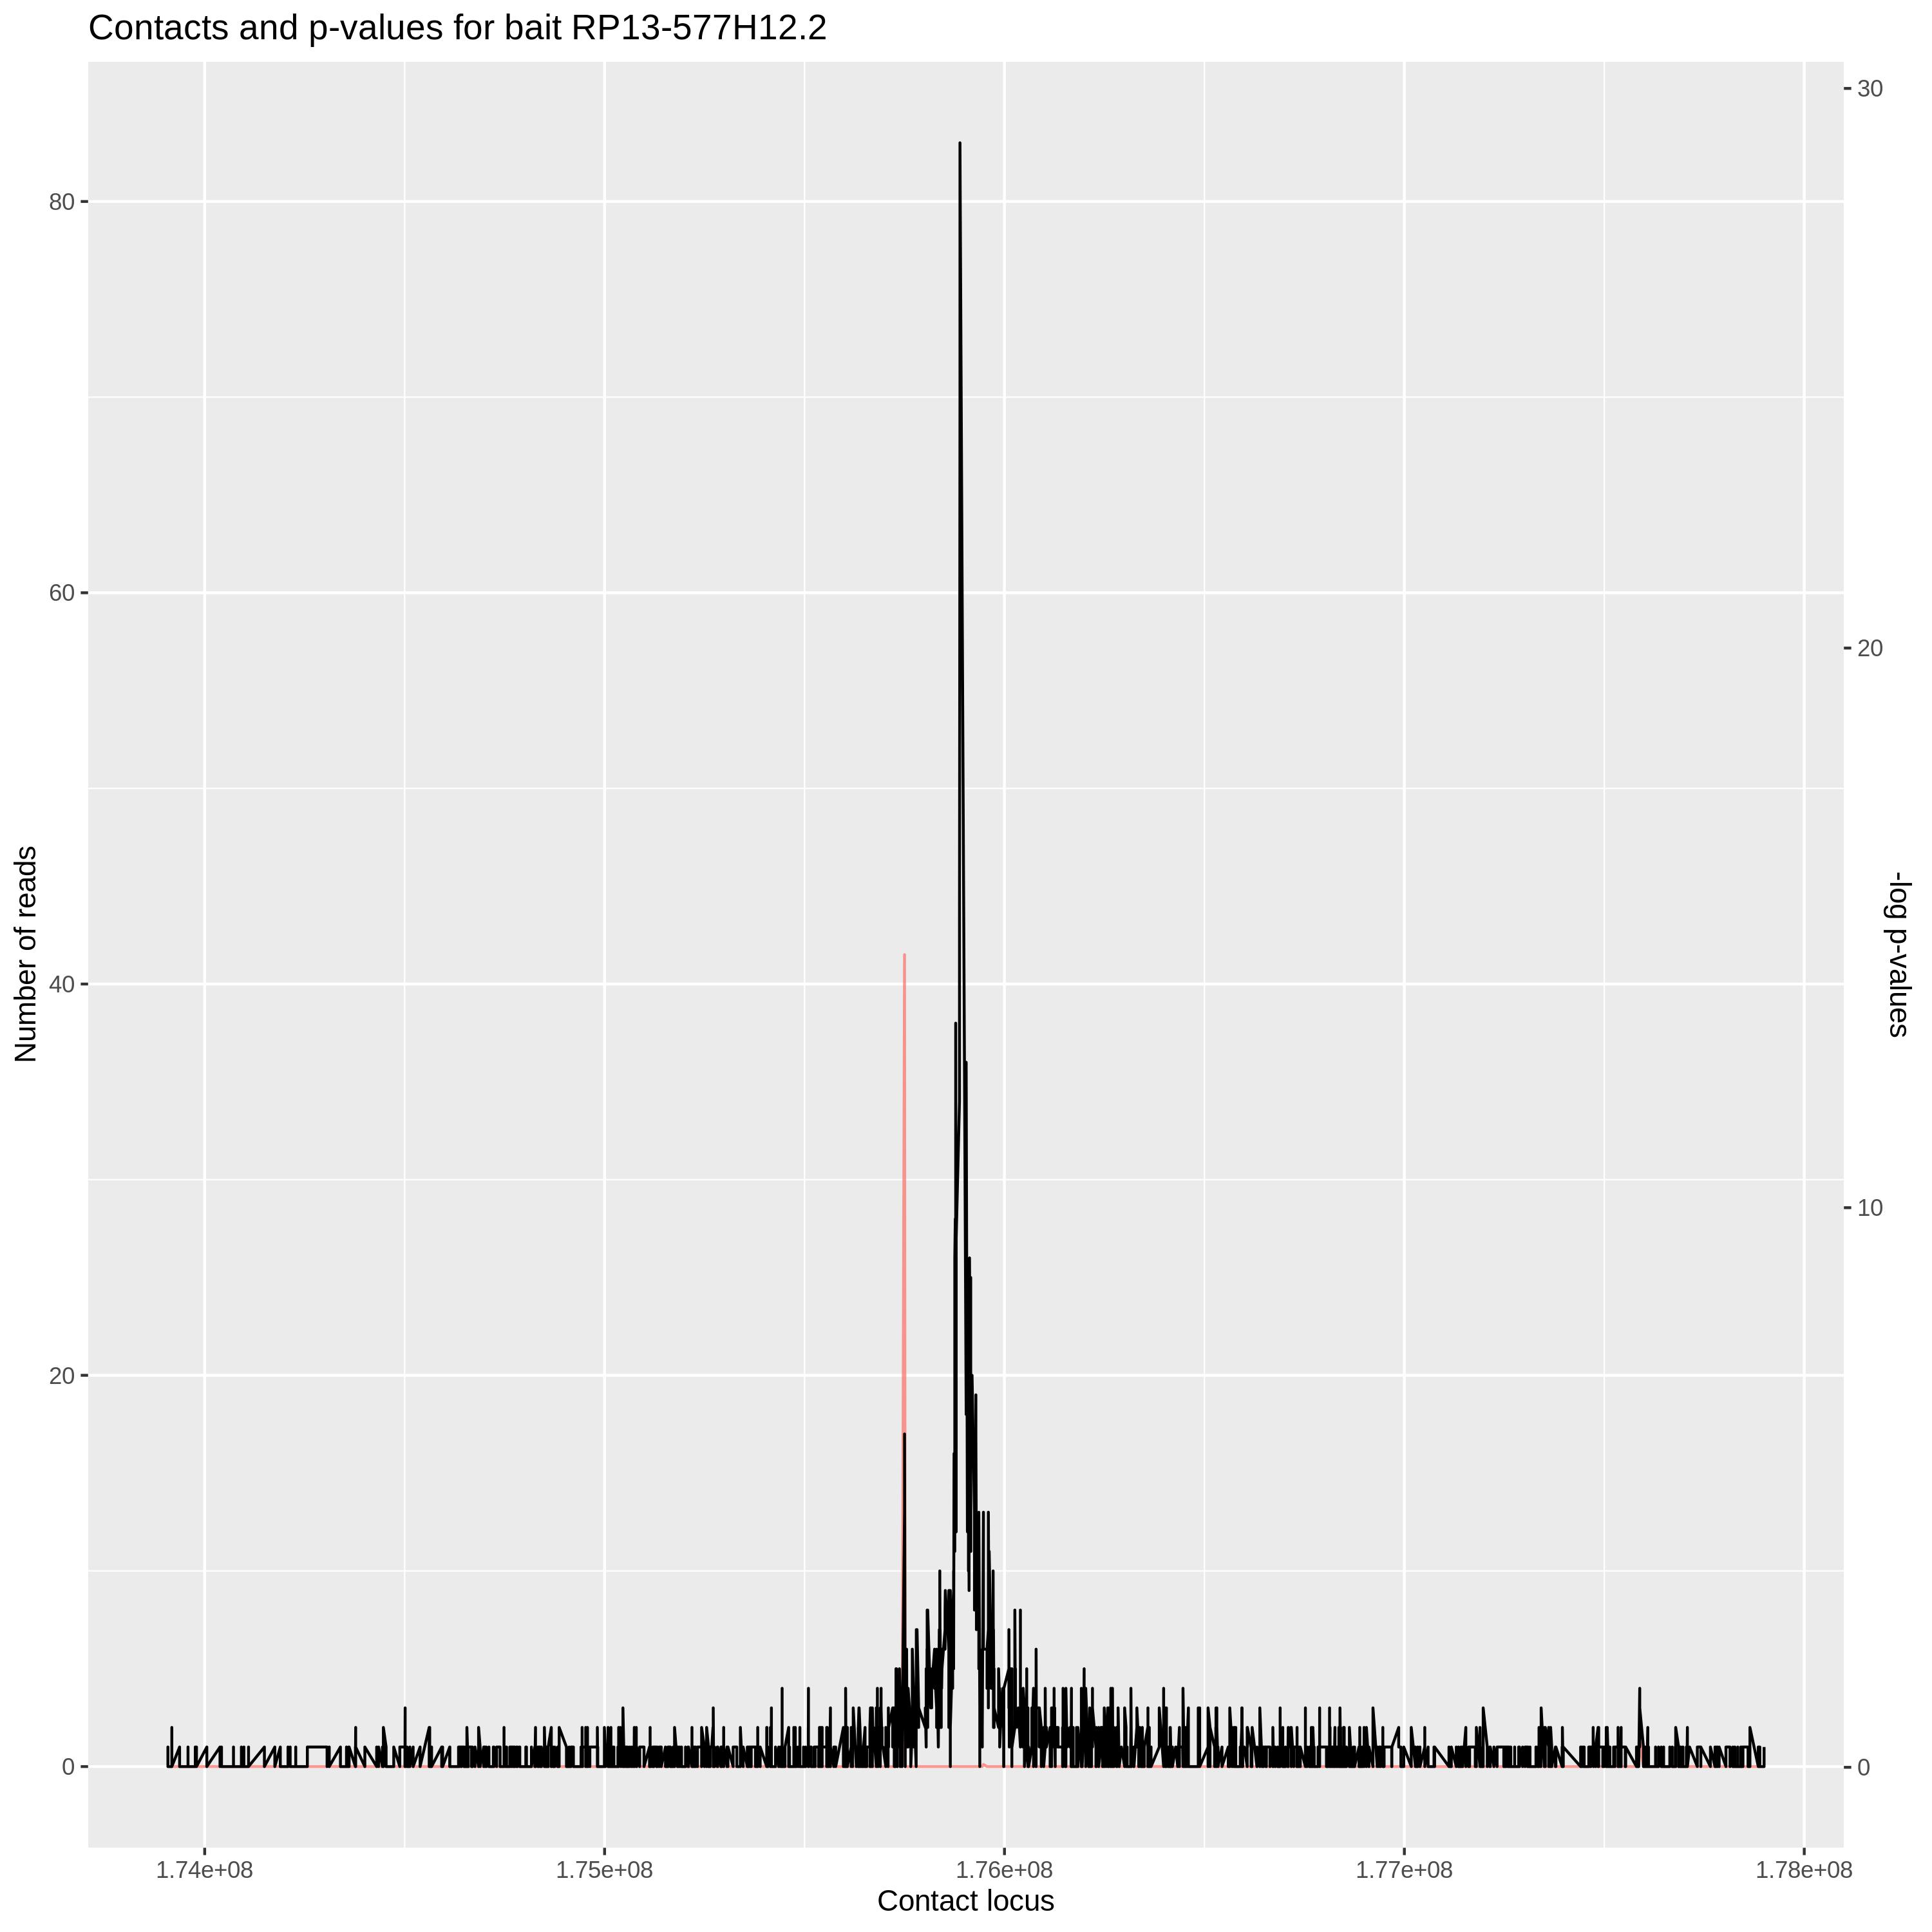 Contacts and p-values for bait RP13-577H12.2
80
60
40
20
0
Number of reads
30
20
10
0
-log p-values
1.74e+08
1.75e+08
1.76e+08
1.77e+08
1.78e+08
Contact locus